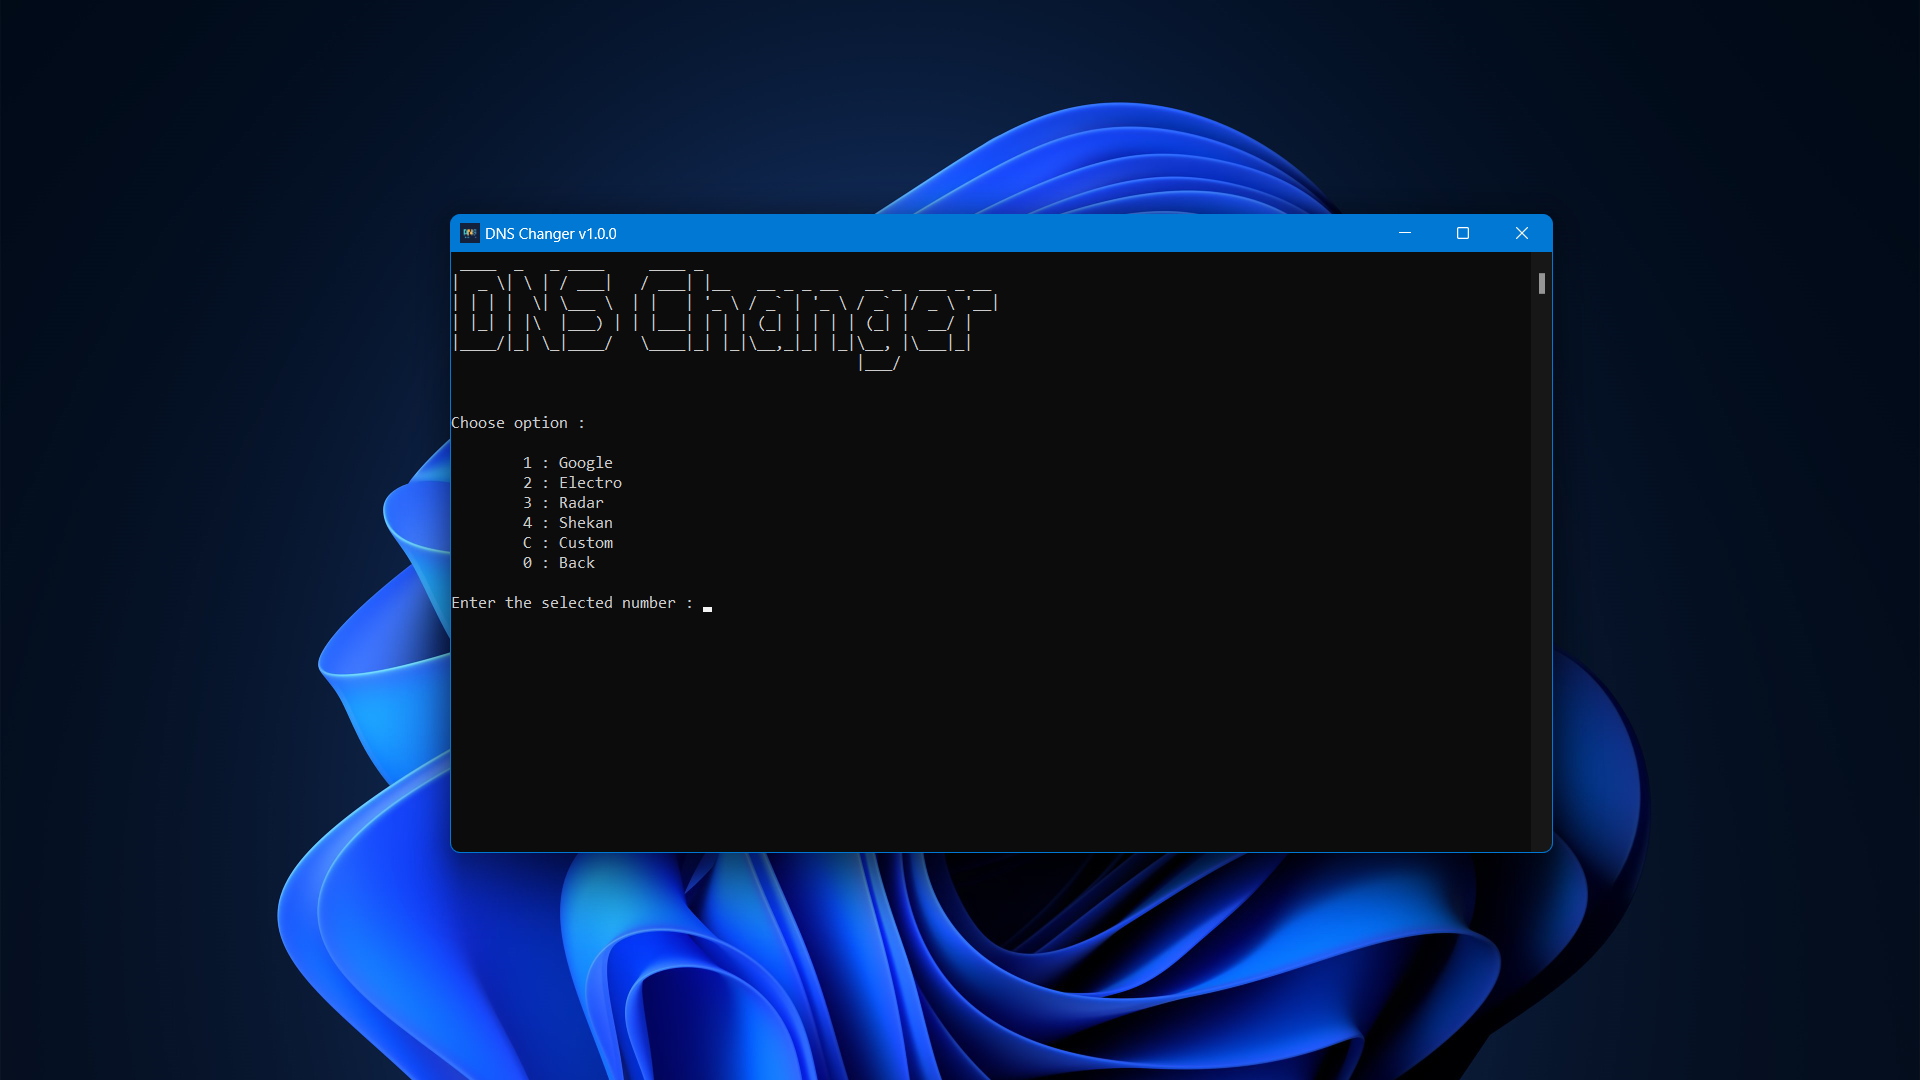 DNS Changer v1.0.0
DNS Changer
Choose option :
1 : Google
2 : Electro
3 : Radar
4 : Shekan
C : Custom
0 : Back
Enter the selected number :